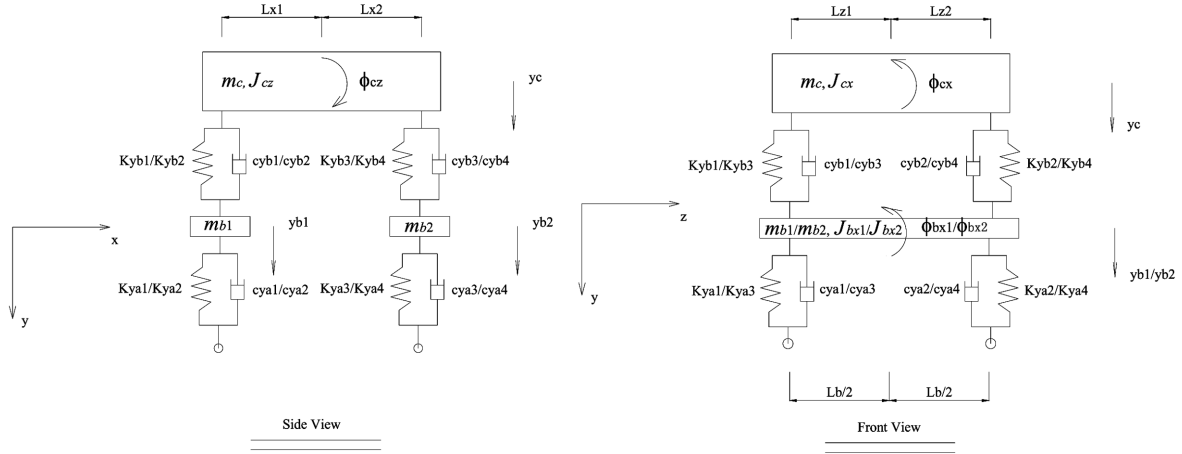 Lx1 Lx2
mc, Jcz ϕcz
yc
Kyb1/Kyb2 cyb1/cyb2 Kyb3/Kyb4 cyb3/cyb4
mb1 yb1 mb2 yb2
x
Kya1/Kya2 cya1/cya2 Kya3/Kya4 cya3/cya4
y
Side View
Lz1 Lz2
mc, Jcx ϕcx
yc
Kyb1/Kyb3 cyb1/cyb3 cyb2/cyb4 Kyb2/Kyb4
z
mb1/mb2, Jbx1/Jbx2 ϕbx1/ϕbx2
yb1/yb2
Kya1/Kya3 cya1/cya3 cya2/cya4 Kya2/Kya4
y
Lb/2 Lb/2
Front View